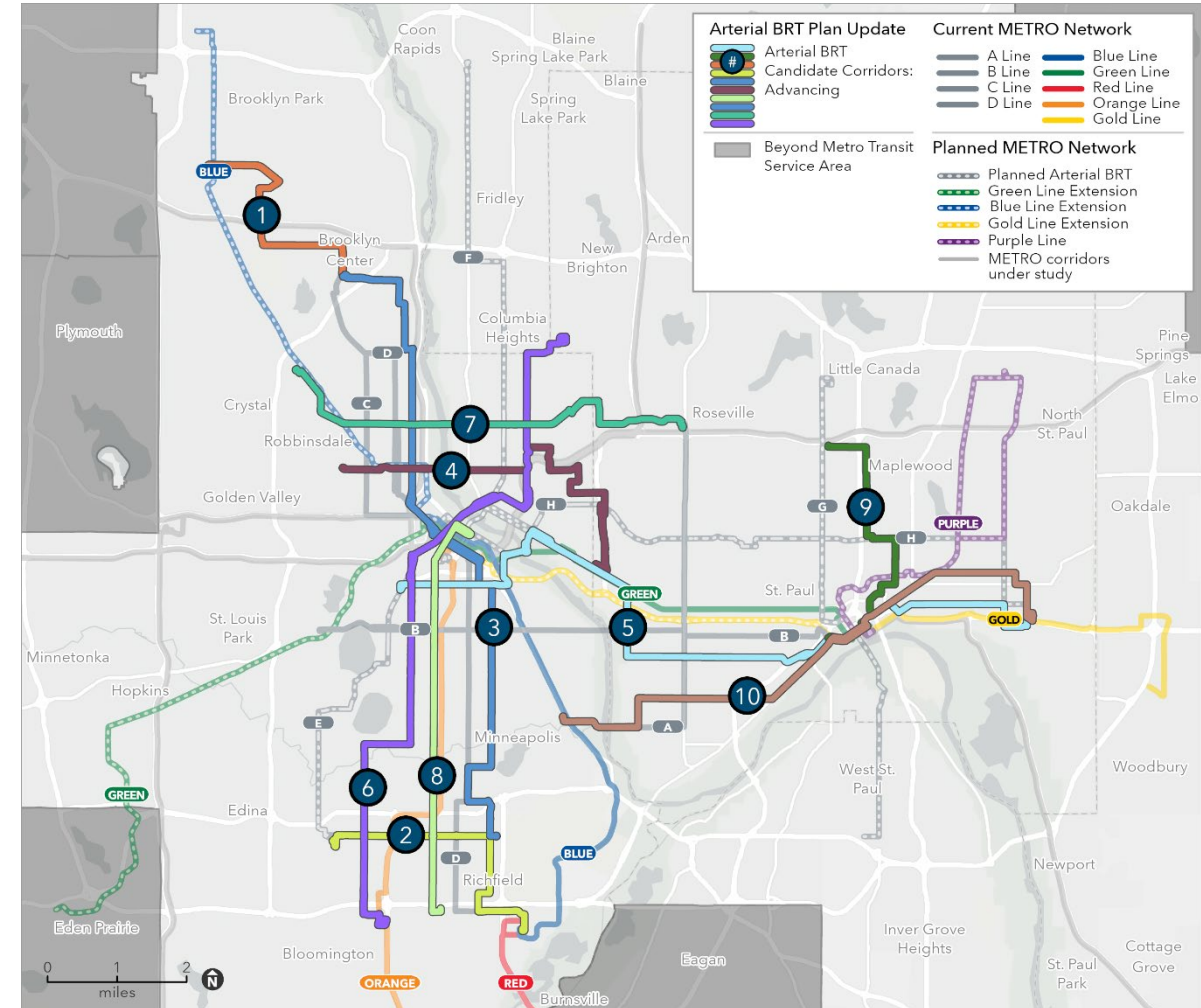 Arterial BRT Plan Update
#
Arterial BRT
Candidate Corridors:
Advancing
Beyond Metro Transit
Service Area
Current METRO Network
A Line
B Line
C Line
D Line
Blue Line
Green Line
Red Line
Orange Line
Gold Line
Planned METRO Network
Planned Arterial BRT
Green Line Extension
Blue Line Extension
Gold Line Extension
Purple Line
METRO corridors
under study
Coon
Rapids
Blaine
Spring Lake Park
Blaine
Brooklyn Park
Spring
Lake Park
BLUE
Fridley
1
Brooklyn
Center
Arden
New
Brighton
F
Plymouth
Columbia
Heights
Pine
Springs
D
Little Canada
Lake
Elmo
Crystal
C
7
Roseville
North
St. Paul
Robbinsdale
4
Maplewood
Golden Valley
H
G
9
Oakdale
PURPLE
H
GREEN
St. Paul
St. Louis
Park
B
3
5
B
GOLD
Minnetonka
Hopkins
10
E
Minneapolis
A
6
8
West St.
Paul
Woodbury
GREEN
Edina
2
D
BLUE
Richfield
Newport
Eden Prairie
Bloomington
Inver Grove
Heights
Cottage
Grove
Eagan
St. Paul
Park
0 1 2
miles
N
ORANGE
RED
Burnsville